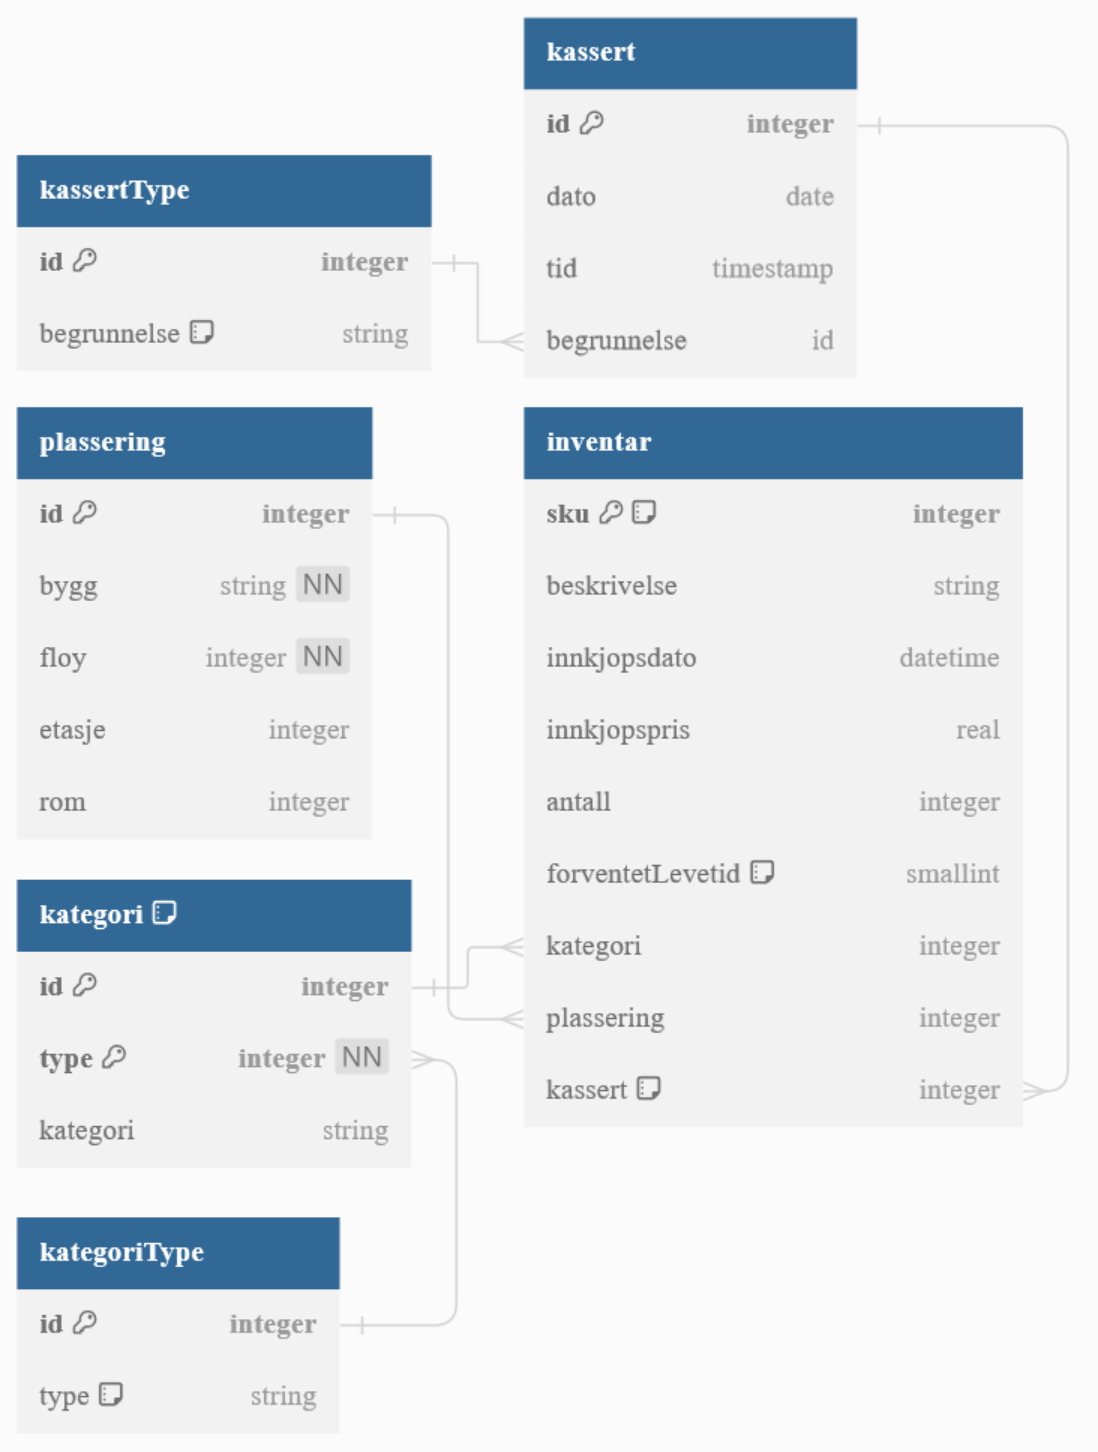 kassert
id integer
dato date
tid timestamp
begrunnelse id
kassertType
id integer
begrunnelse string
plassering
id integer
bygg string NN
floy integer NN
etasje integer
rom integer
inventar
sku integer
beskrivelse string
innkjopsdato datetime
innkjopspris real
antall integer
forventetLevetid smallint
kategori integer
plassering integer
kassert integer
kategori
id integer
type integer NN
kategori string
kategoriType
id integer
type string